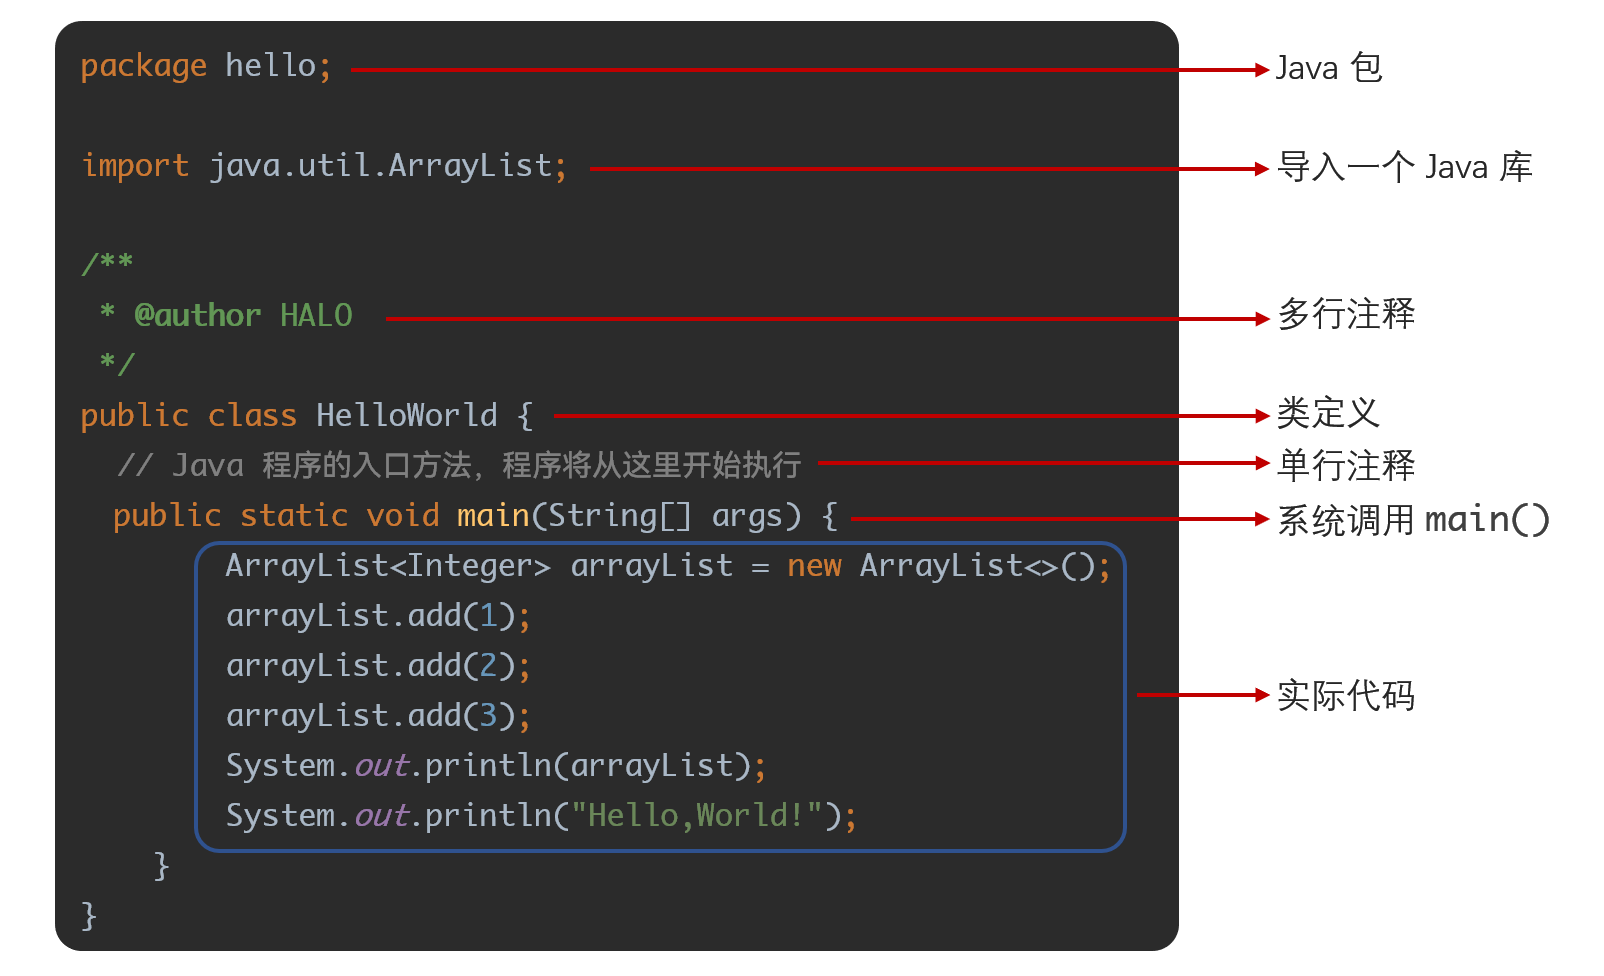 package hello; Java 包
import java.util.ArrayList; 导入一个 Java 库
/**
* @author HALO 多行注释
*/
public class HelloWorld { 类定义
// Java 程序的入口方法，程序将从这里开始执行 单行注释
public static void main(String[] args) { 系统调用 main()
ArrayList<Integer> arrayList = new ArrayList<>();
arrayList.add(1);
arrayList.add(2);
arrayList.add(3); 实际代码
System.out.println(arrayList);
System.out.println("Hello,World!");
}
}